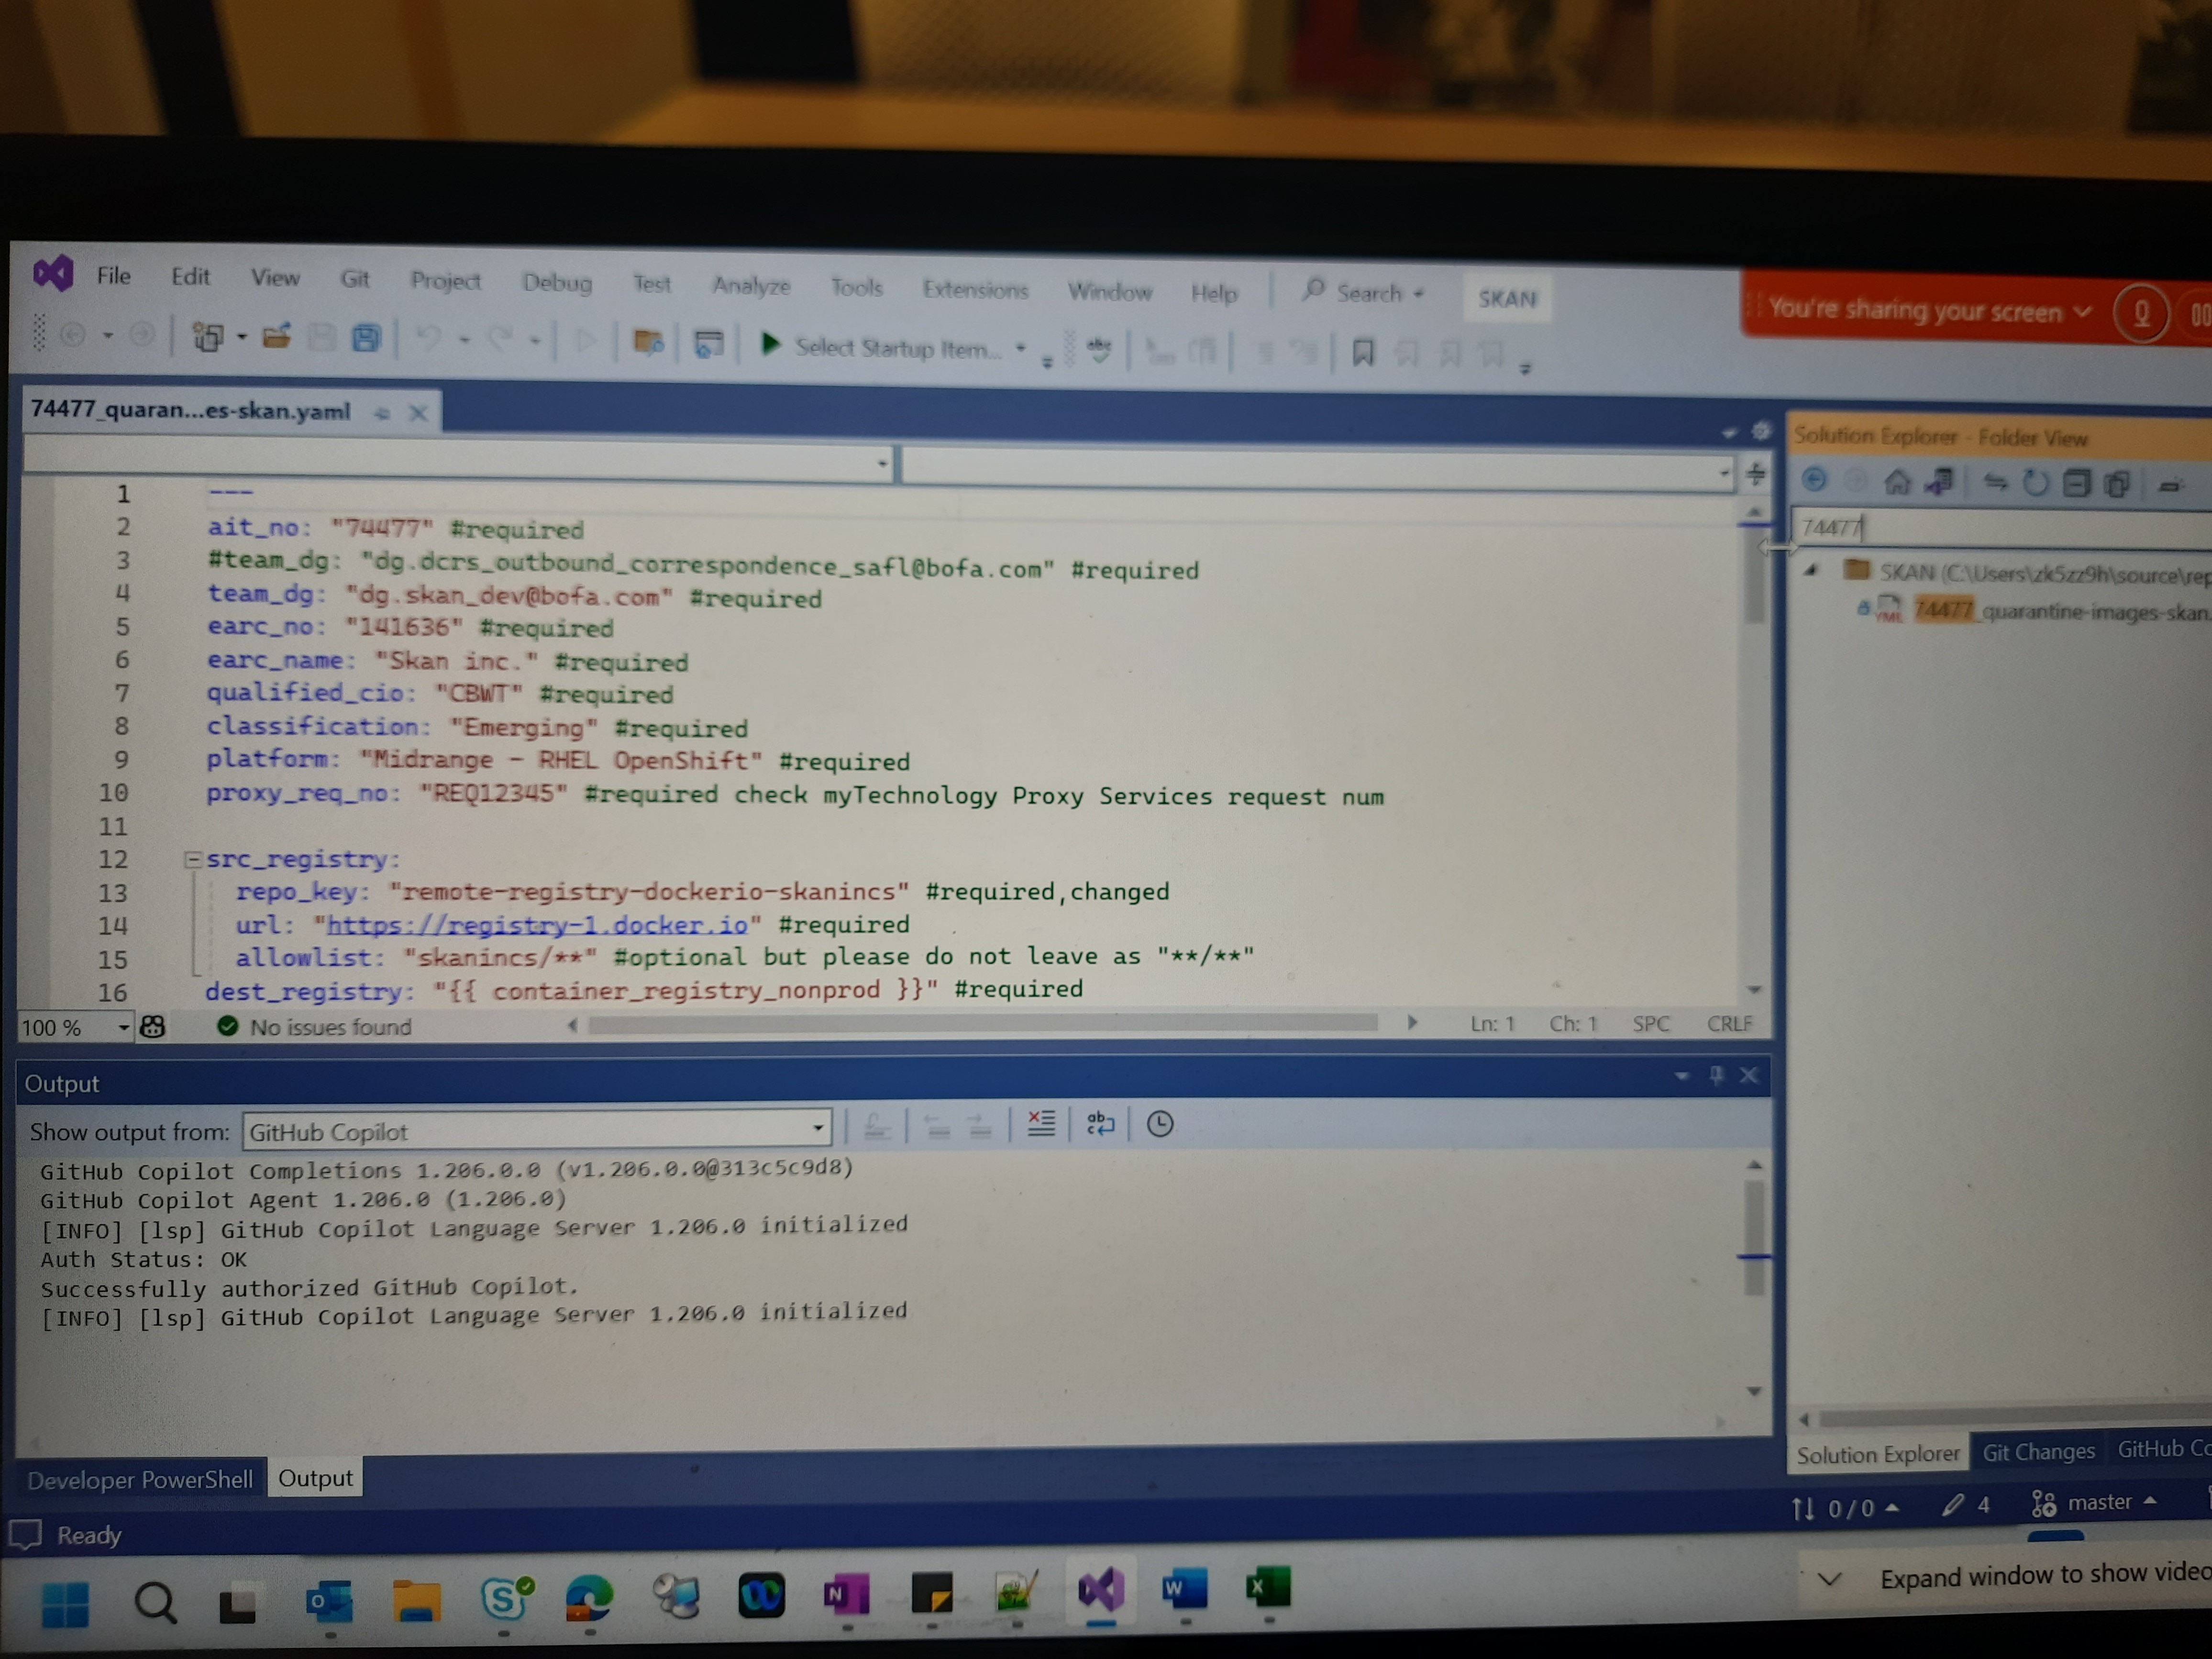 File Edit View Git Project Debug Test Analyze Tools Extensions Window Help Search SKAN
You're sharing your screen
Select Startup Item...
74477_quaran...es-skan.yaml
1 ---
2 ait_no: "74477" #required
3 #team_dg: "dg.dcrs_outbound_correspondence_safl@bofa.com" #required
4 team_dg: "dg.skan_dev@bofa.com" #required
5 earc_no: "141636" #required
6 earc_name: "Skan inc." #required
7 qualified_cio: "CBWT" #required
8 classification: "Emerging" #required
9 platform: "Midrange - RHEL OpenShift" #required
10 proxy_req_no: "REQ12345" #required check myTechnology Proxy Services request num
11
12 src_registry:
13 repo_key: "remote-registry-dockerio-skanincs" #required,changed
14 url: "https://registry-1.docker.io" #required
15 allowlist: "skanincs/**" #optional but please do not leave as "**/**"
16 dest_registry: "{{ container_registry_nonprod }}" #required
100 % No issues found Ln: 1 Ch: 1 SPC CRLF
Solution Explorer - Folder View
74477
SKAN (C:\Users\zk5zz9h\source\rep
74477_quarantine-images-skan.
Output
Show output from: GitHub Copilot
GitHub Copilot Completions 1.206.0.0 (v1.206.0.0@313c5c9d8)
GitHub Copilot Agent 1.206.0 (1.206.0)
[INFO] [lsp] GitHub Copilot Language Server 1.206.0 initialized
Auth Status: OK
Successfully authorized GitHub Copilot.
[INFO] [lsp] GitHub Copilot Language Server 1.206.0 initialized
Developer PowerShell Output
Solution Explorer Git Changes GitHub Co
Ready
0 / 0 4 master
Expand window to show video